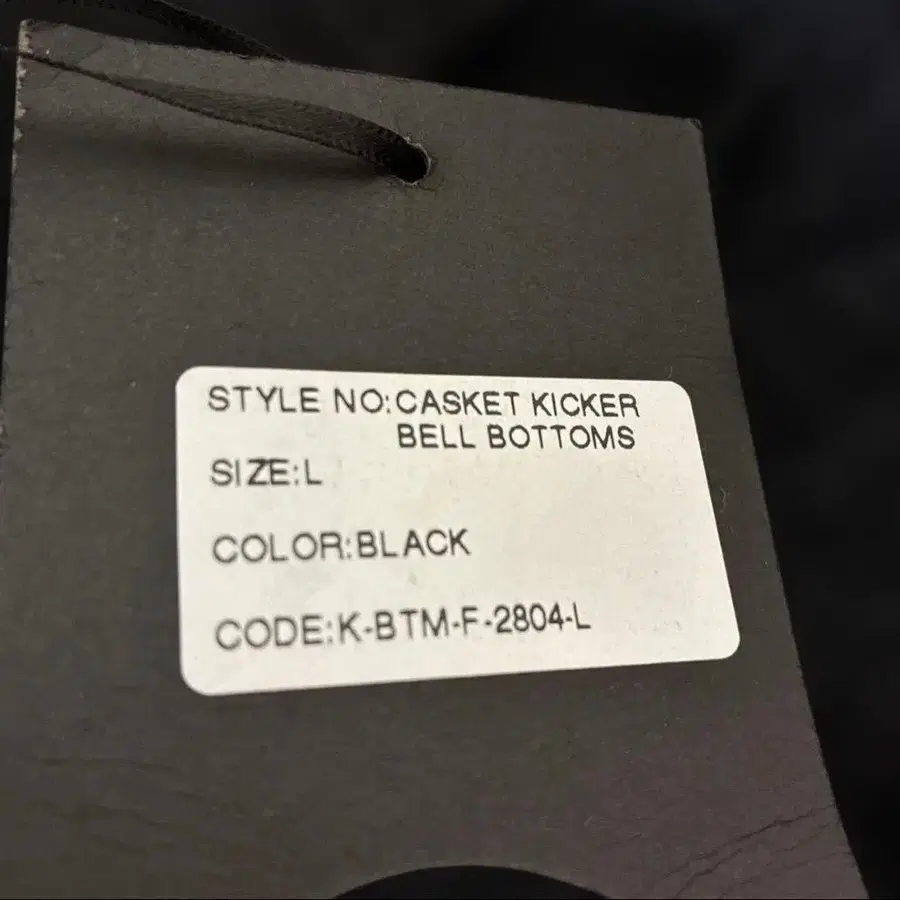 STYLE NO:CASKET KICKER
BELL BOTTOMS
SIZE:L
COLOR:BLACK
CODE:K-BTM-F-2804-L